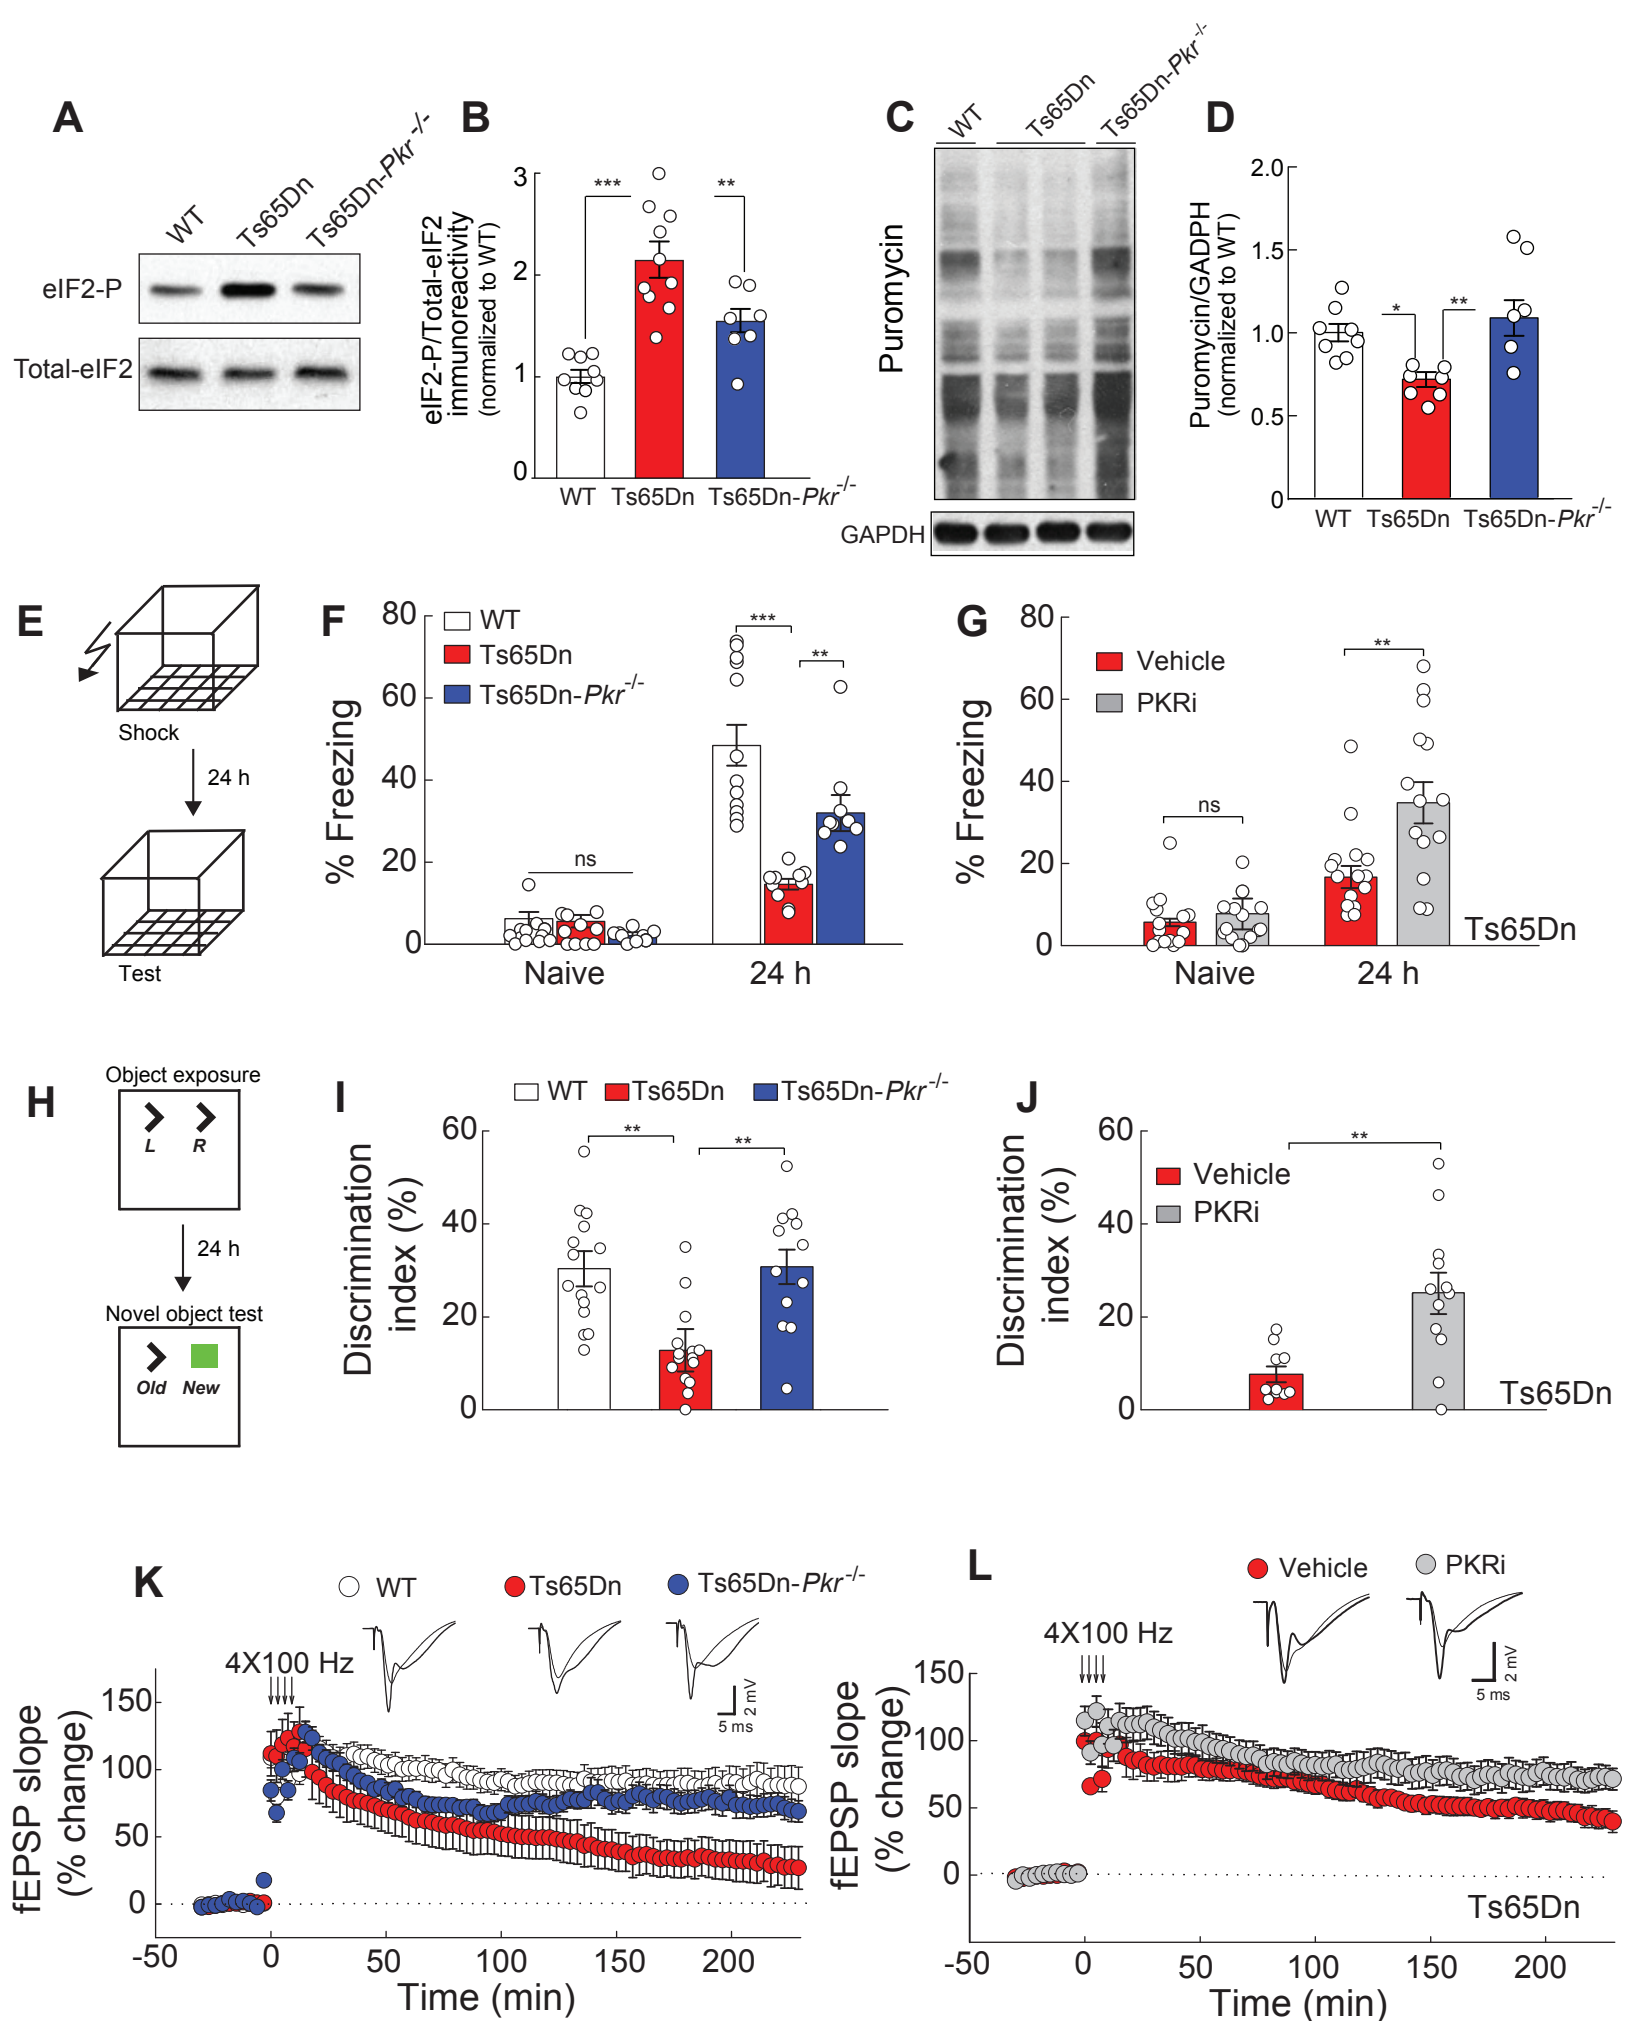 A
WT
Ts65Dn
Ts65Dn-Pkr-/-
eIF2-P
Total-eIF2
B
eIF2-P/Total-eIF2
immunoreactivity
(normalized to WT)
3
2
1
0
***
**
WT
Ts65Dn
Ts65Dn-Pkr-/-
C
WT
Ts65Dn
Ts65Dn-Pkr-/-
Puromycin
GAPDH
D
Puromycin/GADPH
(normalized to WT)
2.0
1.5
1.0
0.5
0
*
**
WT
Ts65Dn
Ts65Dn-Pkr-/-
E
Shock
24 h
Test
F
% Freezing
80
60
40
20
0
WT
Ts65Dn
Ts65Dn-Pkr-/-
ns
***
**
Naive
24 h
G
% Freezing
80
60
40
20
0
Vehicle
PKRi
ns
**
Ts65Dn
Naive
24 h
H
Object exposure
L R
24 h
Novel object test
Old New
I
WT
Ts65Dn
Ts65Dn-Pkr-/-
Discrimination
index (%)
60
40
20
0
**
**
J
Discrimination
index (%)
60
40
20
0
Vehicle
PKRi
**
Ts65Dn
K
WT
Ts65Dn
Ts65Dn-Pkr-/-
4X100 Hz
2 mV
5 ms
fEPSP slope
(% change)
150
100
50
0
-50
0
50
100
150
200
Time (min)
L
Vehicle
PKRi
4X100 Hz
2 mV
5 ms
fEPSP slope
(% change)
150
100
50
0
Ts65Dn
-50
0
50
100
150
200
Time (min)